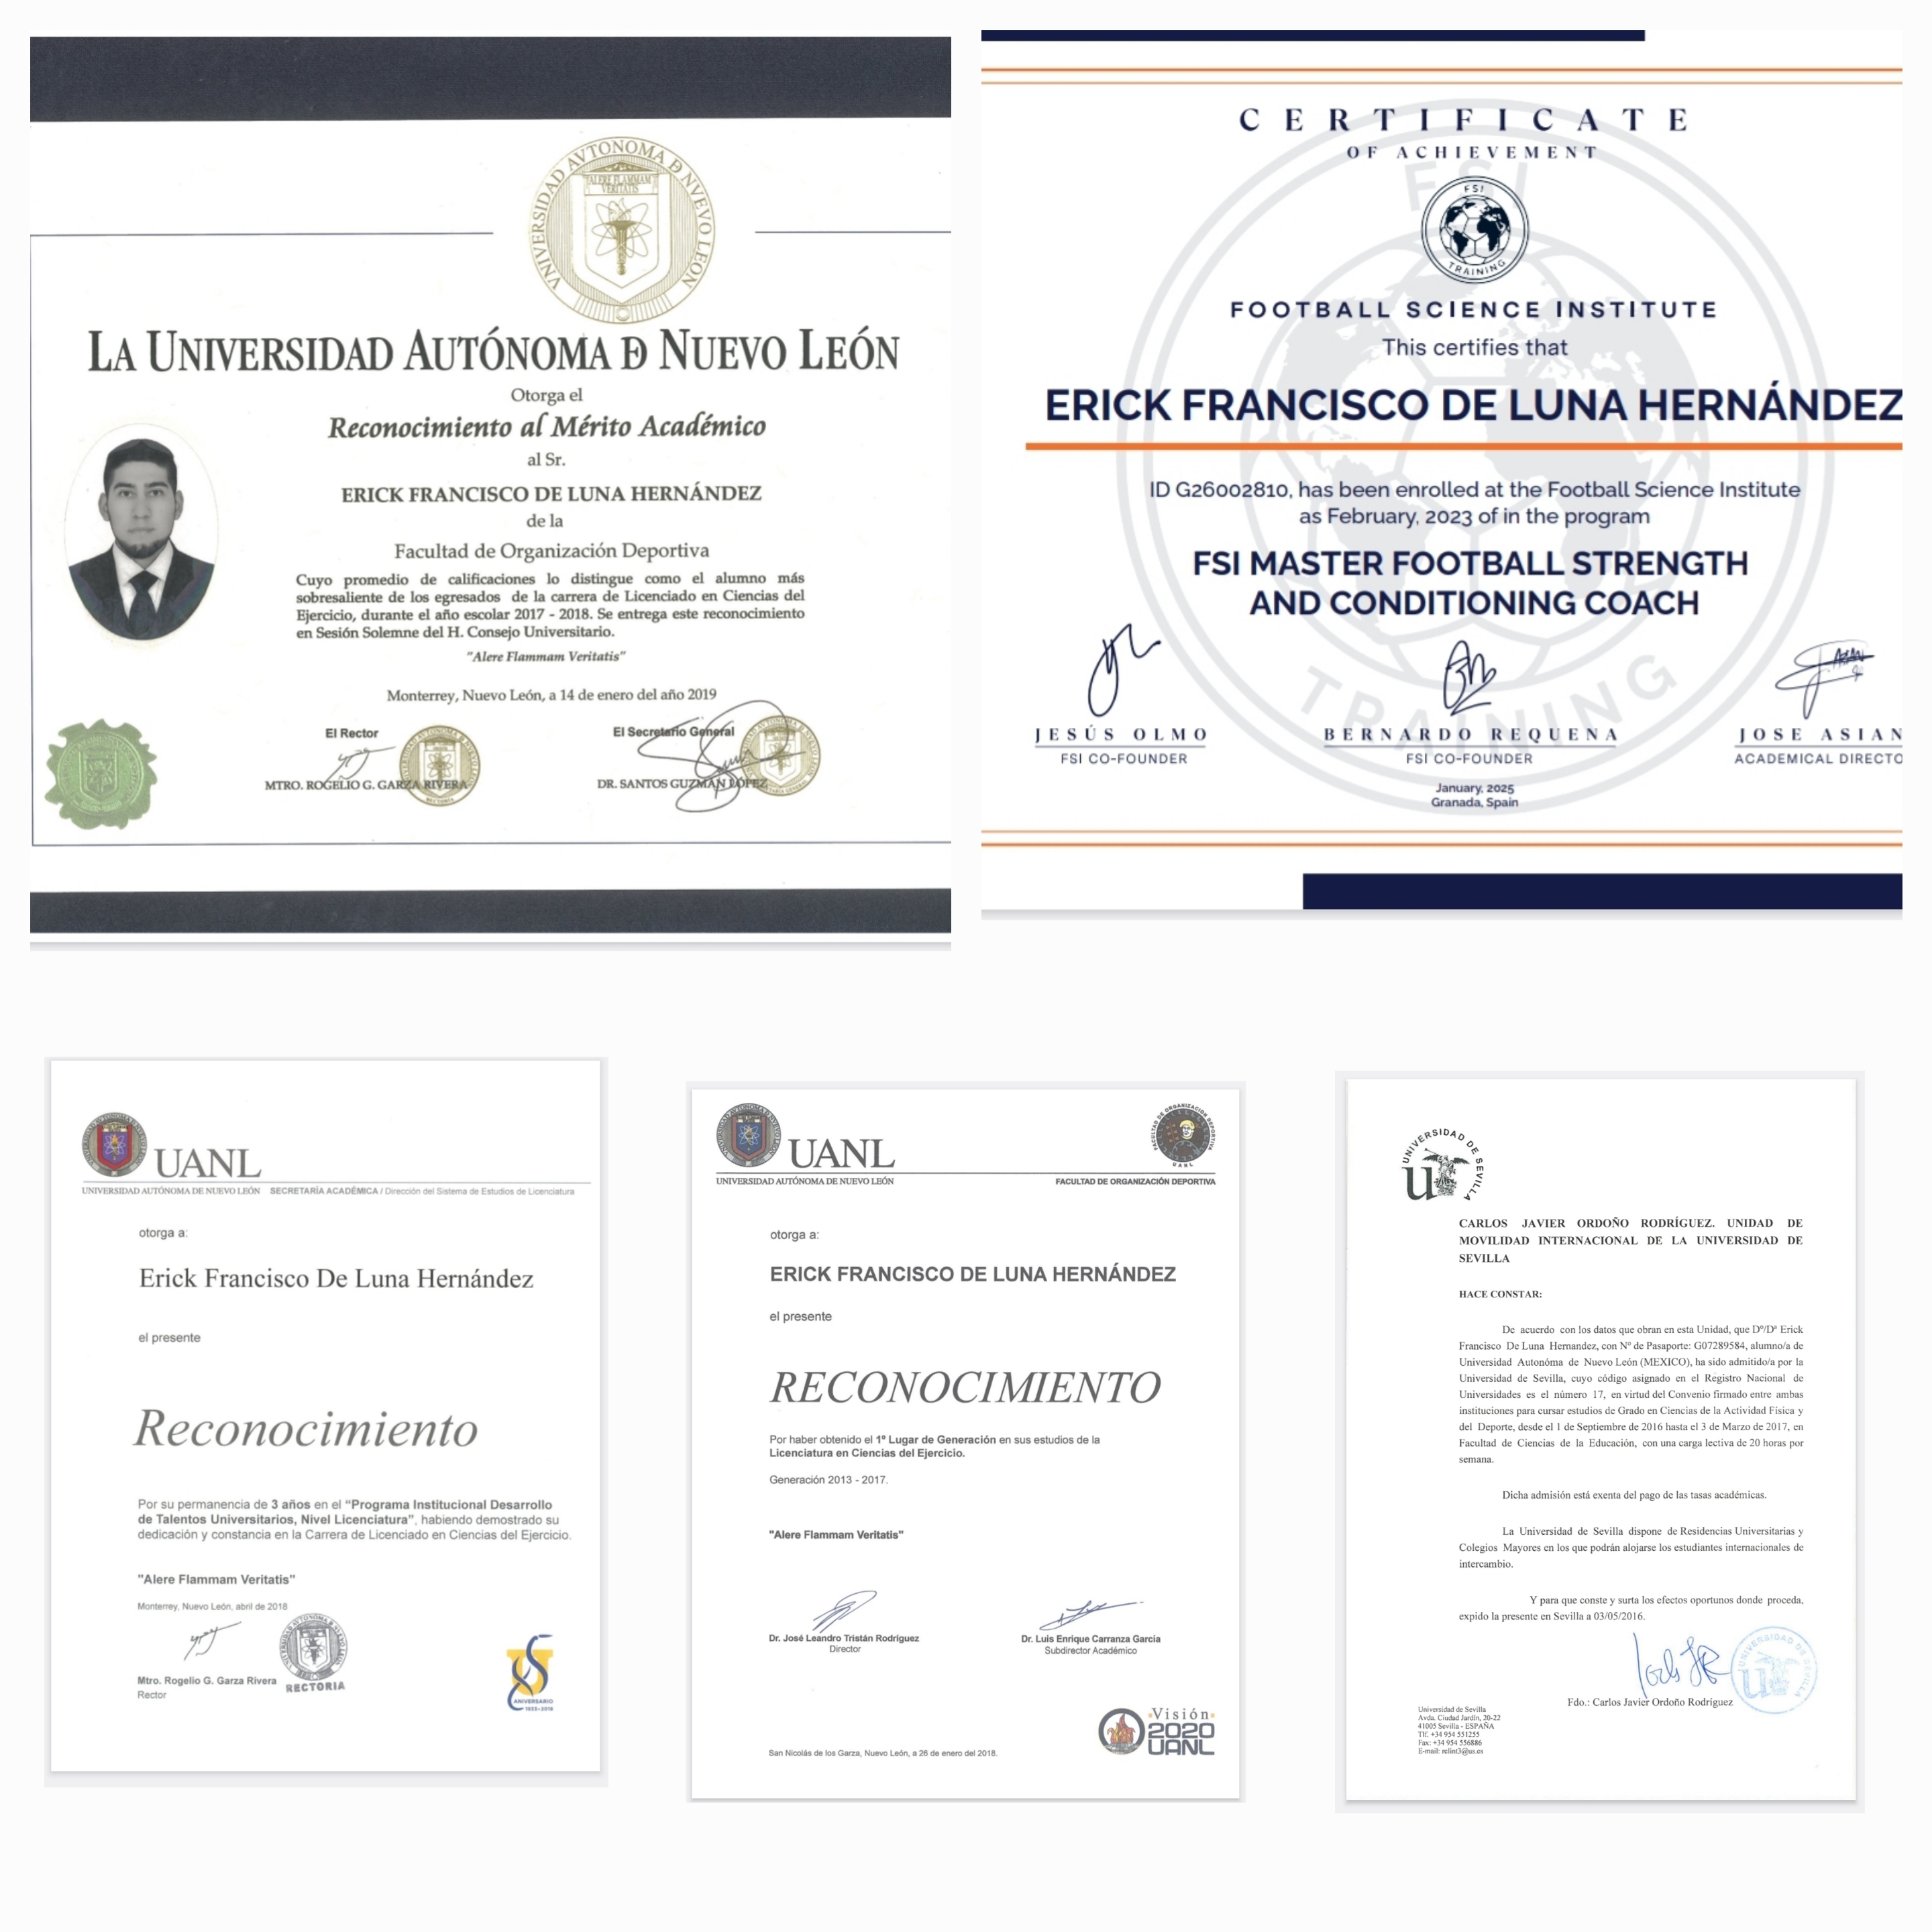 UNIVERSIDAD AVTONOMA D NVEVO LEON
ALERE FLAMMAM
VERITATIS
LA UNIVERSIDAD AUTÓNOMA D NUEVO LEÓN
Otorga el
Reconocimiento al Mérito Académico
al Sr.
ERICK FRANCISCO DE LUNA HERNÁNDEZ
de la
Facultad de Organización Deportiva
Cuyo promedio de calificaciones lo distingue como el alumno más
sobresaliente de los egresados de la carrera de Licenciado en Ciencias del
Ejercicio, durante el año escolar 2017 - 2018. Se entrega este reconocimiento
en Sesión Solemne del H. Consejo Universitario.
"Alere Flammam Veritatis"
Monterrey, Nuevo León, a 14 de enero del año 2019
El Rector
MTRO. ROGELIO G. GARZA RIVERA
El Secretario General
DR. SANTOS GUZMÁN LÓPEZ
CERTIFICATE
OF ACHIEVEMENT
FSI
TRAINING
FSI
TRAINING
FOOTBALL SCIENCE INSTITUTE
This certifies that
ERICK FRANCISCO DE LUNA HERNÁNDEZ
ID G26002810, has been enrolled at the Football Science Institute
as February, 2023 of in the program
FSI MASTER FOOTBALL STRENGTH
AND CONDITIONING COACH
JESÚS OLMO
FSI CO-FOUNDER
BERNARDO REQUENA
FSI CO-FOUNDER
JOSE ASIAN
ACADEMICAL DIRECTO
January, 2025
Granada, Spain
UANL
UNIVERSIDAD AUTÓNOMA DE NUEVO LEÓN SECRETARÍA ACADÉMICA / Dirección del Sistema de Estudios de Licenciatura
otorga a:
Erick Francisco De Luna Hernández
el presente
Reconocimiento
Por su permanencia de 3 años en el "Programa Institucional Desarrollo
de Talentos Universitarios, Nivel Licenciatura", habiendo demostrado su
dedicación y constancia en la Carrera de Licenciado en Ciencias del Ejercicio.
"Alere Flammam Veritatis"
Monterrey, Nuevo León, abril de 2018
Mtro. Rogelio G. Garza Rivera
Rector
RECTORIA
ANIVERSARIO
1933-2018
UANL
UNIVERSIDAD AUTÓNOMA DE NUEVO LEÓN
FACULTAD DE ORGANIZACIÓN DEPORTIVA
UANL
FACULTAD DE ORGANIZACIÓN DEPORTIVA
otorga a:
ERICK FRANCISCO DE LUNA HERNÁNDEZ
el presente
RECONOCIMIENTO
Por haber obtenido el 1º Lugar de Generación en sus estudios de la
Licenciatura en Ciencias del Ejercicio.
Generación 2013 - 2017.
"Alere Flammam Veritatis"
Dr. José Leandro Tristán Rodríguez
Director
Dr. Luis Enrique Carranza García
Subdirector Académico
Visión
2020
UANL
San Nicolás de los Garza, Nuevo León, a 26 de enero del 2018.
UNIVERSIDAD DE SEVILLA
CARLOS JAVIER ORDOÑO RODRÍGUEZ. UNIDAD DE
MOVILIDAD INTERNACIONAL DE LA UNIVERSIDAD DE
SEVILLA
HACE CONSTAR:
De acuerdo con los datos que obran en esta Unidad, que Dº/Dª Erick
Francisco De Luna Hernandez, con Nº de Pasaporte: G07289584, alumno/a de
Universidad Autonóma de Nuevo León (MEXICO), ha sido admitido/a por la
Universidad de Sevilla, cuyo código asignado en el Registro Nacional de
Universidades es el número 17, en virtud del Convenio firmado entre ambas
instituciones para cursar estudios de Grado en Ciencias de la Actividad Física y
del Deporte, desde el 1 de Septiembre de 2016 hasta el 3 de Marzo de 2017, en
Facultad de Ciencias de la Educación, con una carga lectiva de 20 horas por
semana.
Dicha admisión está exenta del pago de las tasas académicas.
La Universidad de Sevilla dispone de Residencias Universitarias y
Colegios Mayores en los que podrán alojarse los estudiantes internacionales de
intercambio.
Y para que conste y surta los efectos oportunos donde proceda,
expido la presente en Sevilla a 03/05/2016.
Fdo.: Carlos Javier Ordoño Rodríguez
Universidad de Sevilla
Avda. Ciudad Jardín, 20-22
41005 Sevilla - ESPAÑA
Tlf. +34 954 551255
Fax: +34 954 556886
E-mail: relint3@us.es